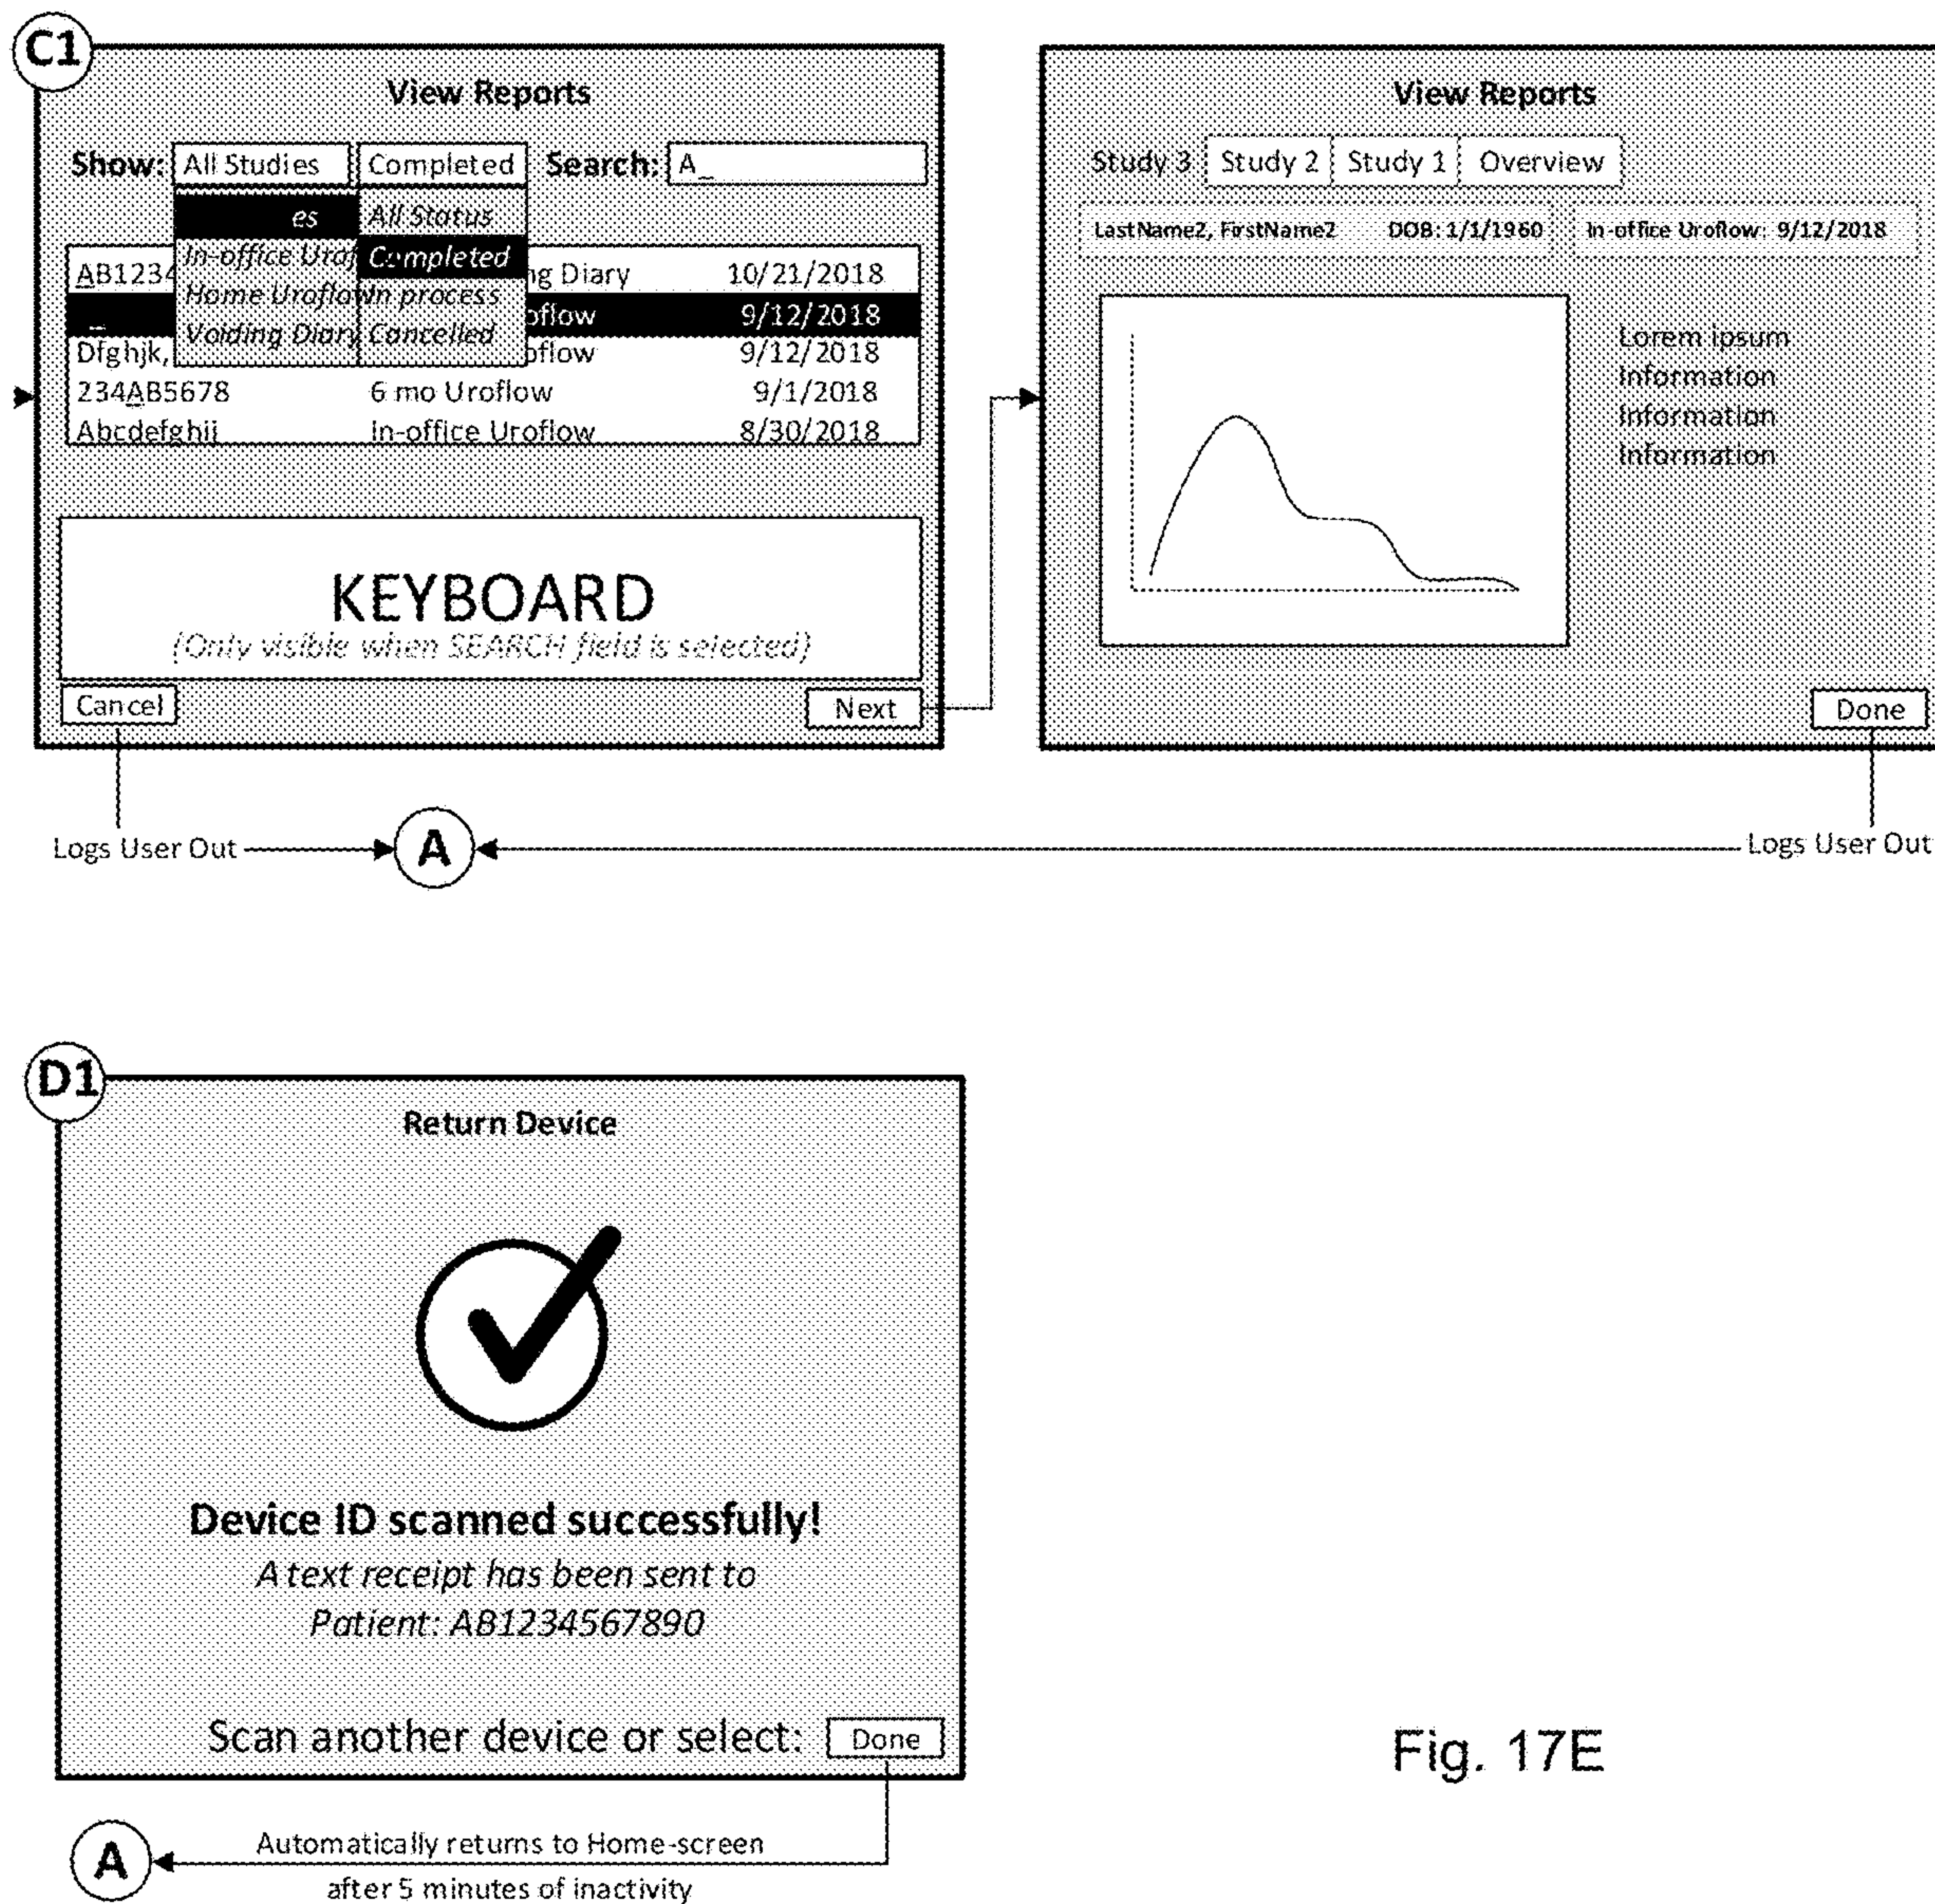 C1
View Reports
Show: All Studies Completed Search: A_
es All Status
In-office Urof Completed
AB1234 ng Diary 10/21/2018
Home Uroflow n process
_ oflow 9/12/2018
Voiding Diary Cancelled
Dfghjk, oflow 9/12/2018
234AB5678 6 mo Uroflow 9/1/2018
Abcdefghij In-office Uroflow 8/30/2018
KEYBOARD
(Only visible when SEARCH field is selected)
Cancel Next
Logs User Out A
View Reports
Study 3 Study 2 Study 1 Overview
LastName2, FirstName2 DOB: 1/1/1960 In-office Uroflow: 9/12/2018
Lorem Ipsum
Information
Information
Information
Done
Logs User Out
D1
Return Device
Device ID scanned successfully!
A text receipt has been sent to
Patient: AB1234567890
Scan another device or select: Done
A Automatically returns to Home-screen
after 5 minutes of inactivity
Fig. 17E